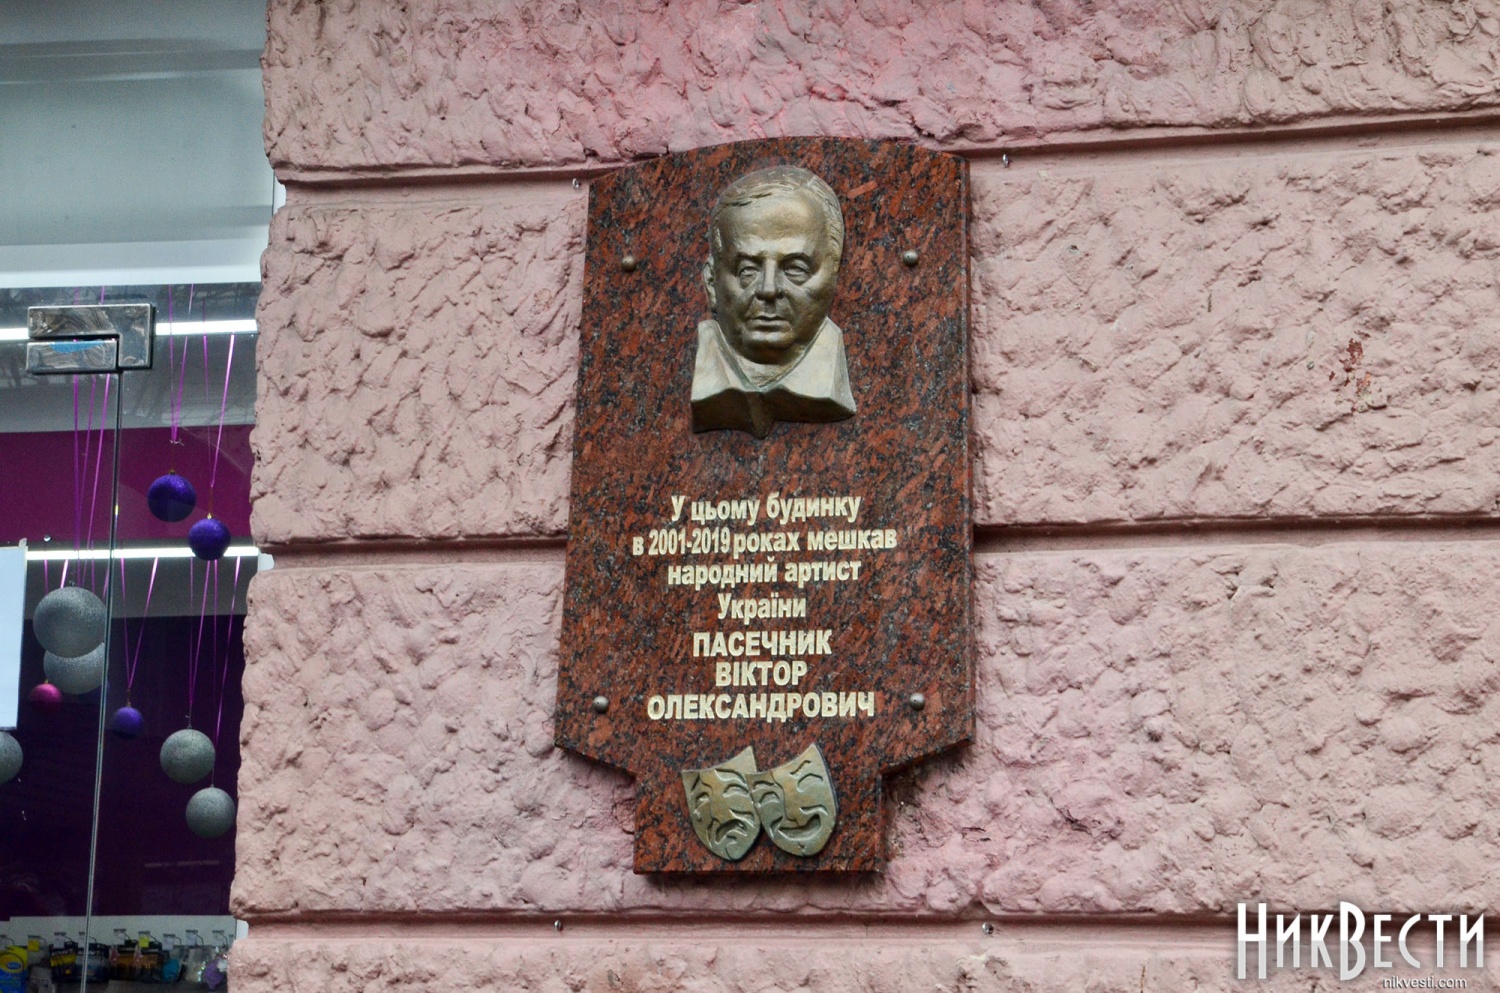 У цьому будинку
в 2001-2019 роках мешкав
народний артист
України
ПАСЕЧНИК
ВІКТОР
ОЛЕКСАНДРОВИЧ
НикВести
nikvesti.com